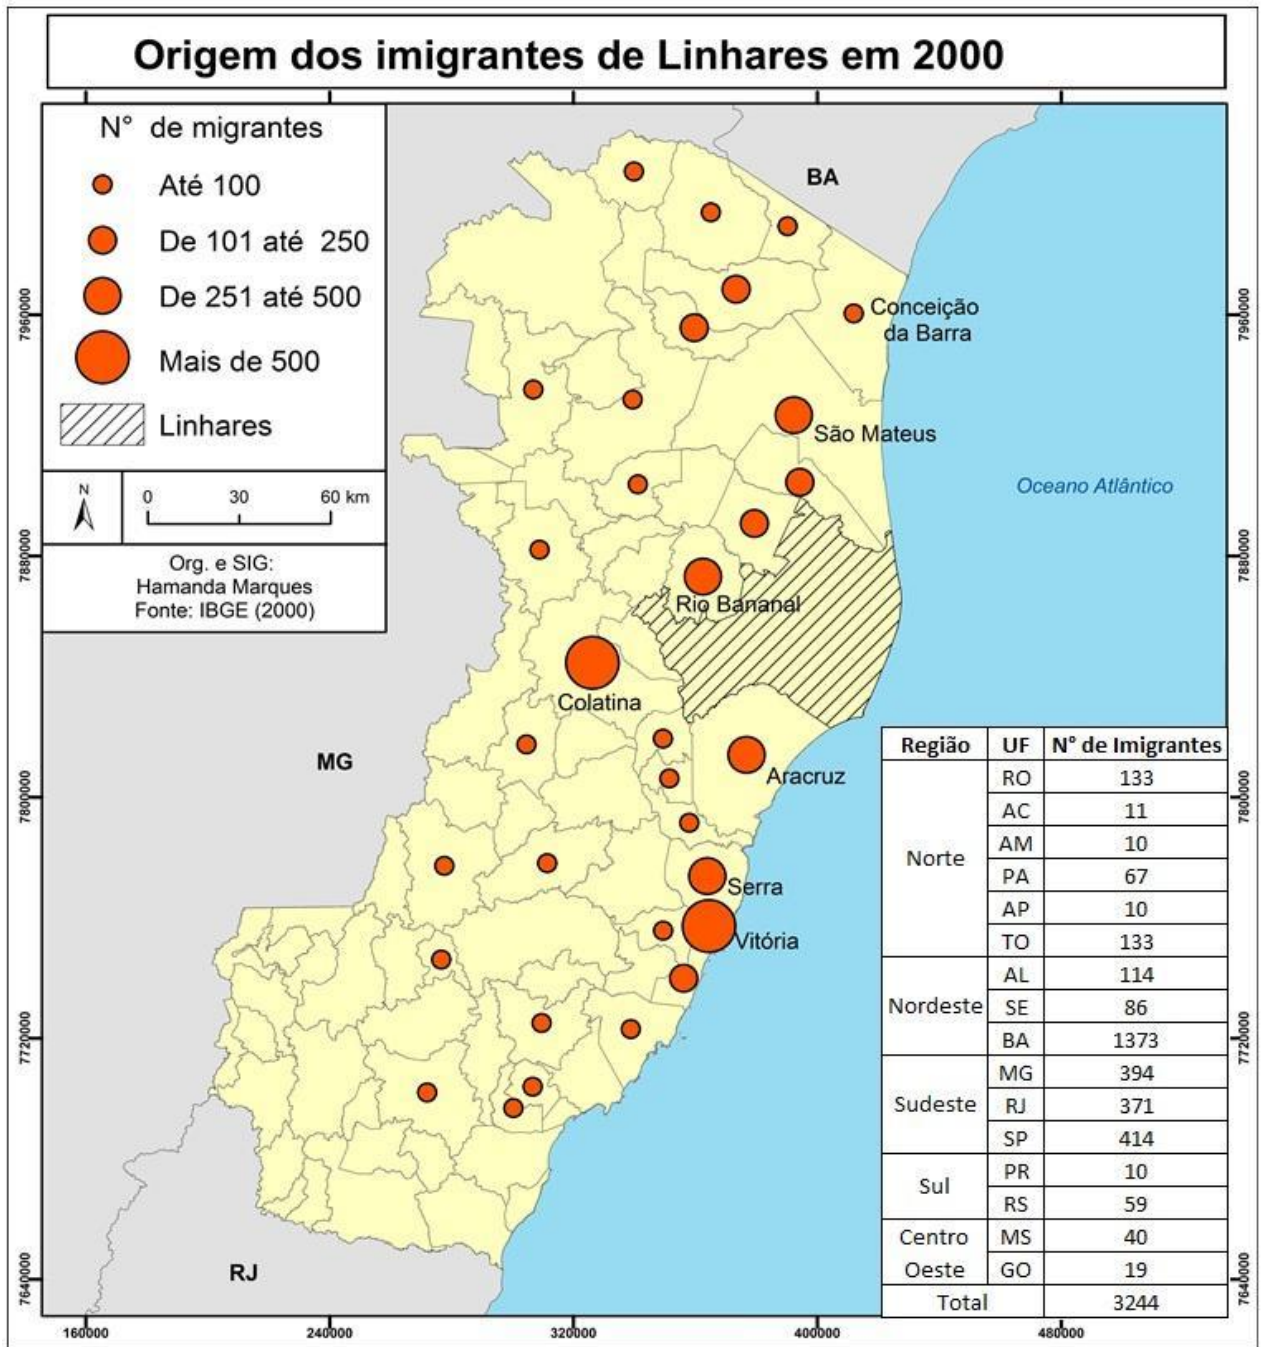 Origem dos imigrantes de Linhares em 2000
N° de migrantes
Até 100
De 101 até 250
De 251 até 500
Mais de 500
Linhares
N
0 30 60 km
Org. e SIG:
Hamanda Marques
Fonte: IBGE (2000)
BA
Conceição
da Barra
São Mateus
Oceano Atlântico
Rio Bananal
Colatina
MG
Aracruz
Serra
Vitória
RJ
Região UF N° de Imigrantes
Norte
RO 133
AC 11
AM 10
PA 67
AP 10
TO 133
Nordeste
AL 114
SE 86
BA 1373
Sudeste
MG 394
RJ 371
SP 414
Sul
PR 10
RS 59
Centro MS 40
Oeste GO 19
Total 3244
7960000
7880000
7800000
7720000
7640000
7960000
7880000
7800000
7720000
7640000
160000 240000 320000 400000 480000